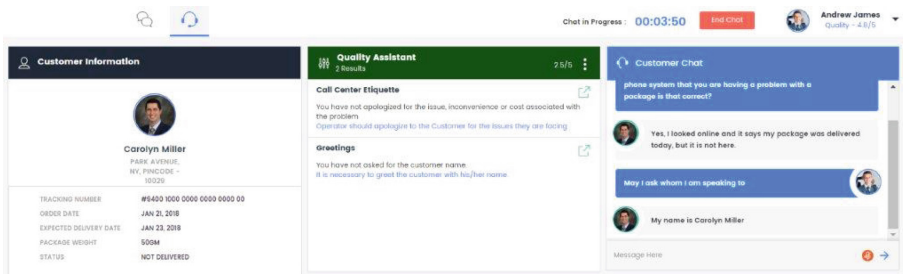 Chat in Progress : 00:03:50 End Chat
Andrew James
Quality - 4.8/5
Customer Information
Carolyn Miller
PARK AVENUE,
NY, PINCODE -
10029
TRACKING NUMBER #9400 1000 0000 0000 0000 00
ORDER DATE JAN 21, 2018
EXPECTED DELIVERY DATE JAN 23, 2018
PACKAGE WEIGHT 50GM
STATUS NOT DELIVERED
Quality Assistant
2 Results
2.5/5
Call Center Etiquette
You have not apologized for the issue, inconvenience or cost associated with
the problem
Operator should apologize to the Customer for the issues they are facing
Greetings
You have not asked for the customer name.
It is necessary to greet the customer with his/her name
Customer Chat
phone system that you are having a problem with a
package is that correct?
Yes, I looked online and it says my package was delivered
today, but it is not here.
May I ask whom I am speaking to
My name is Carolyn Miller
Message Here